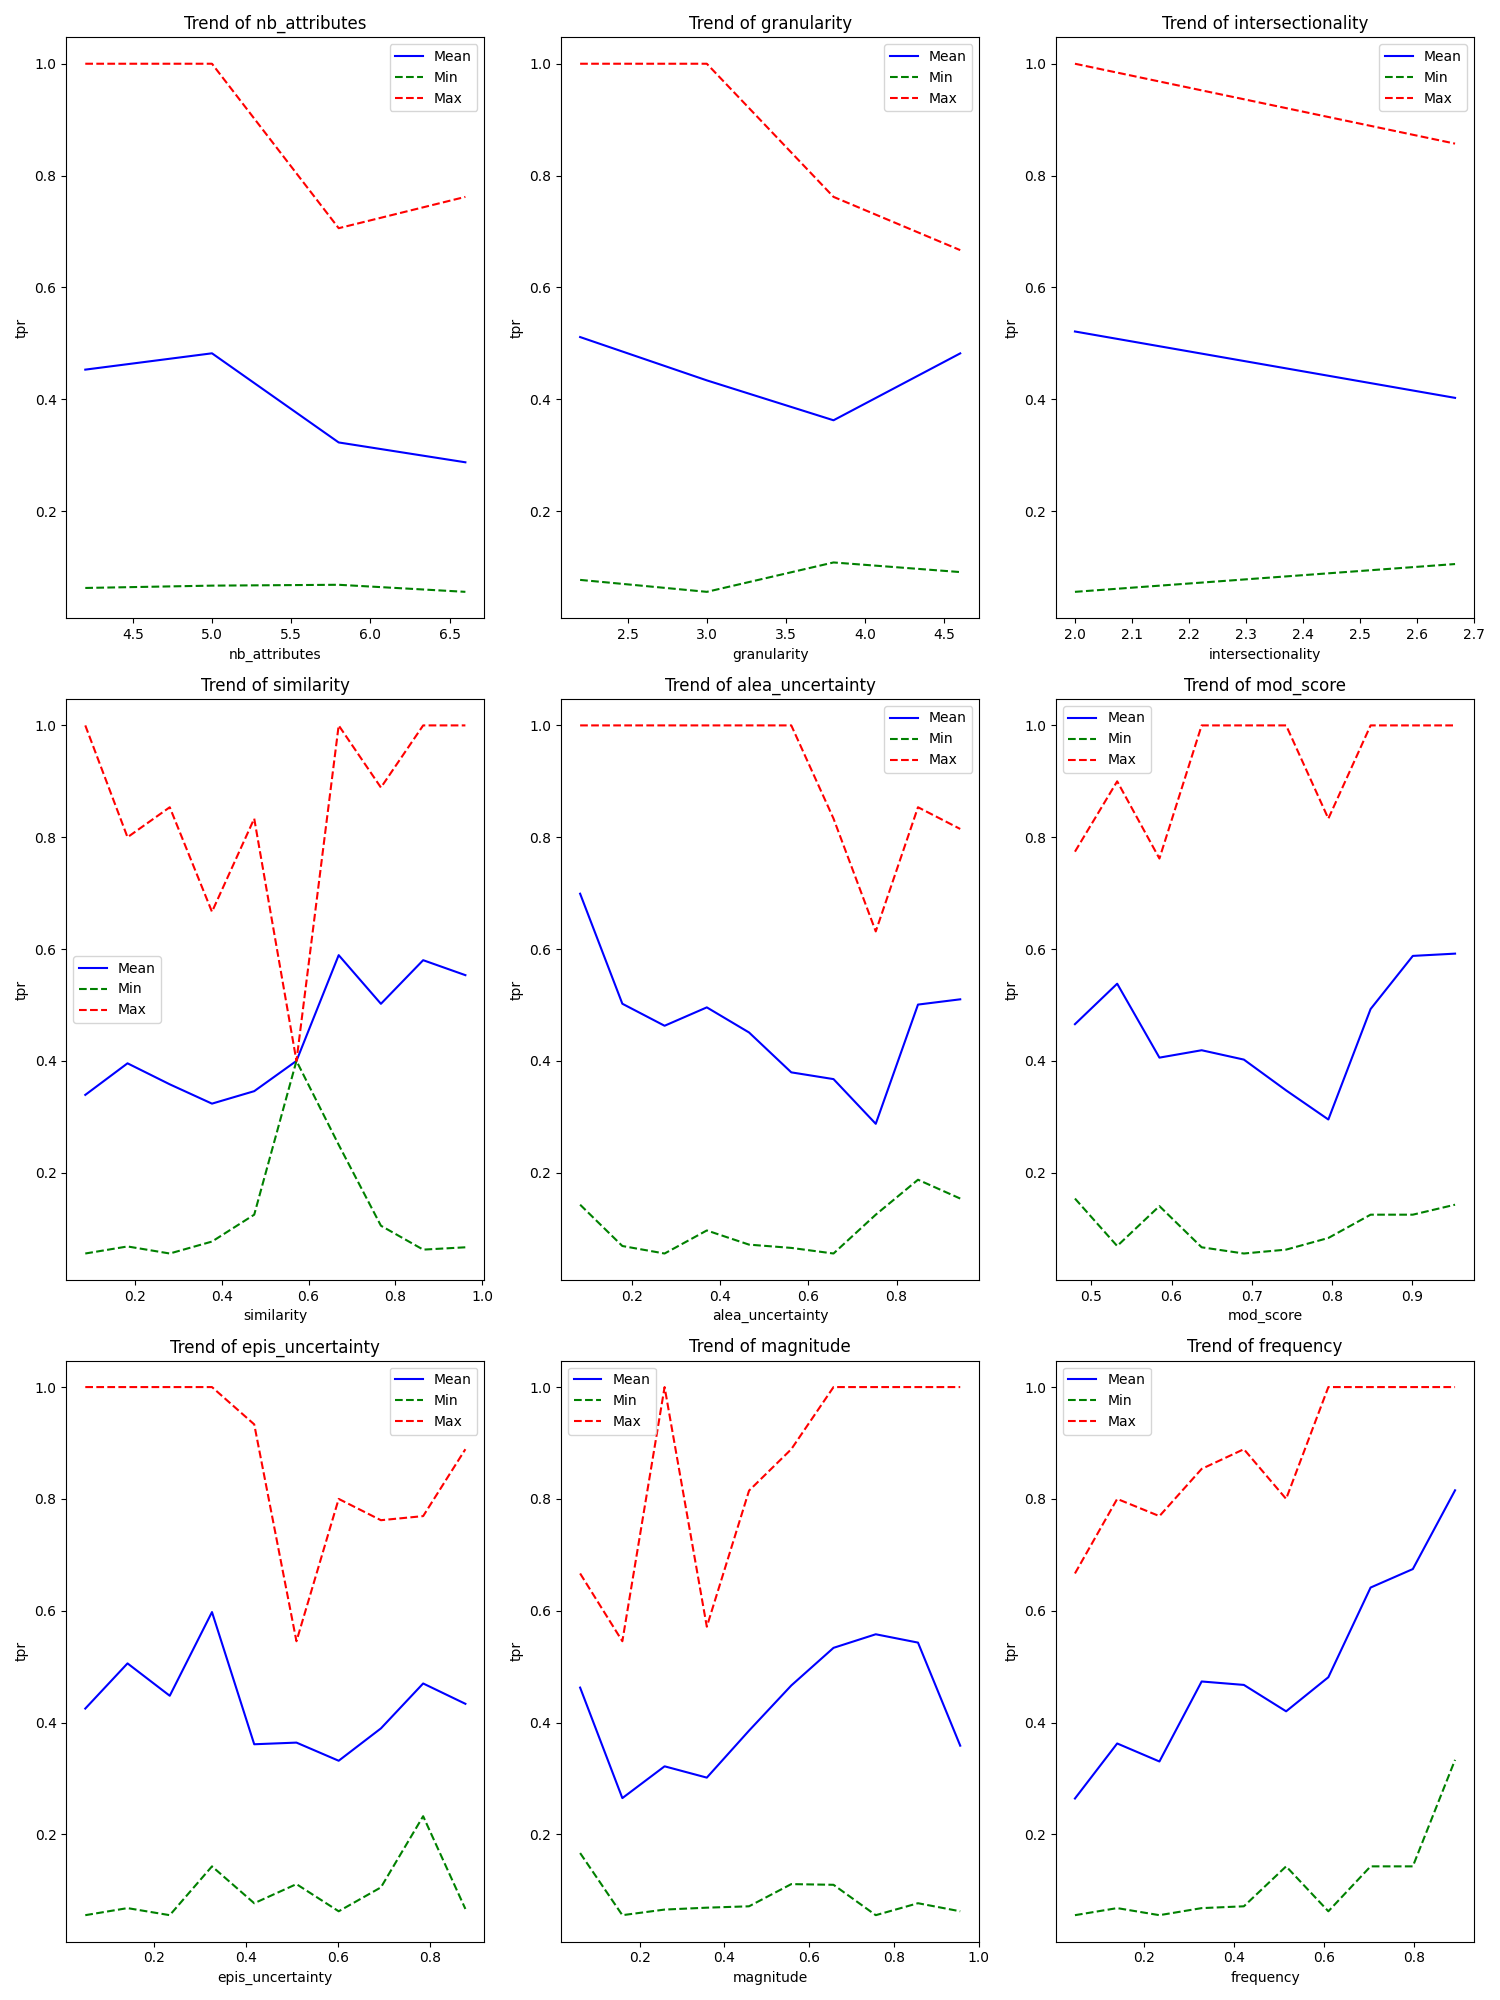 Trend of nb_attributes
1.0
0.8
0.6
0.4
0.2
tpr
Mean
Min
Max
4.5 5.0 5.5 6.0 6.5
nb_attributes
Trend of granularity
1.0
0.8
0.6
0.4
0.2
tpr
Mean
Min
Max
2.5 3.0 3.5 4.0 4.5
granularity
Trend of intersectionality
1.0
0.8
0.6
0.4
0.2
tpr
Mean
Min
Max
2.0 2.1 2.2 2.3 2.4 2.5 2.6 2.7
intersectionality
Trend of similarity
1.0
0.8
0.6
0.4
0.2
tpr
Mean
Min
Max
0.2 0.4 0.6 0.8 1.0
similarity
Trend of alea_uncertainty
1.0
0.8
0.6
0.4
0.2
tpr
Mean
Min
Max
0.2 0.4 0.6 0.8
alea_uncertainty
Trend of mod_score
1.0
0.8
0.6
0.4
0.2
tpr
Mean
Min
Max
0.5 0.6 0.7 0.8 0.9
mod_score
Trend of epis_uncertainty
1.0
0.8
0.6
0.4
0.2
tpr
Mean
Min
Max
0.2 0.4 0.6 0.8
epis_uncertainty
Trend of magnitude
1.0
0.8
0.6
0.4
0.2
tpr
Mean
Min
Max
0.2 0.4 0.6 0.8 1.0
magnitude
Trend of frequency
1.0
0.8
0.6
0.4
0.2
tpr
Mean
Min
Max
0.2 0.4 0.6 0.8
frequency